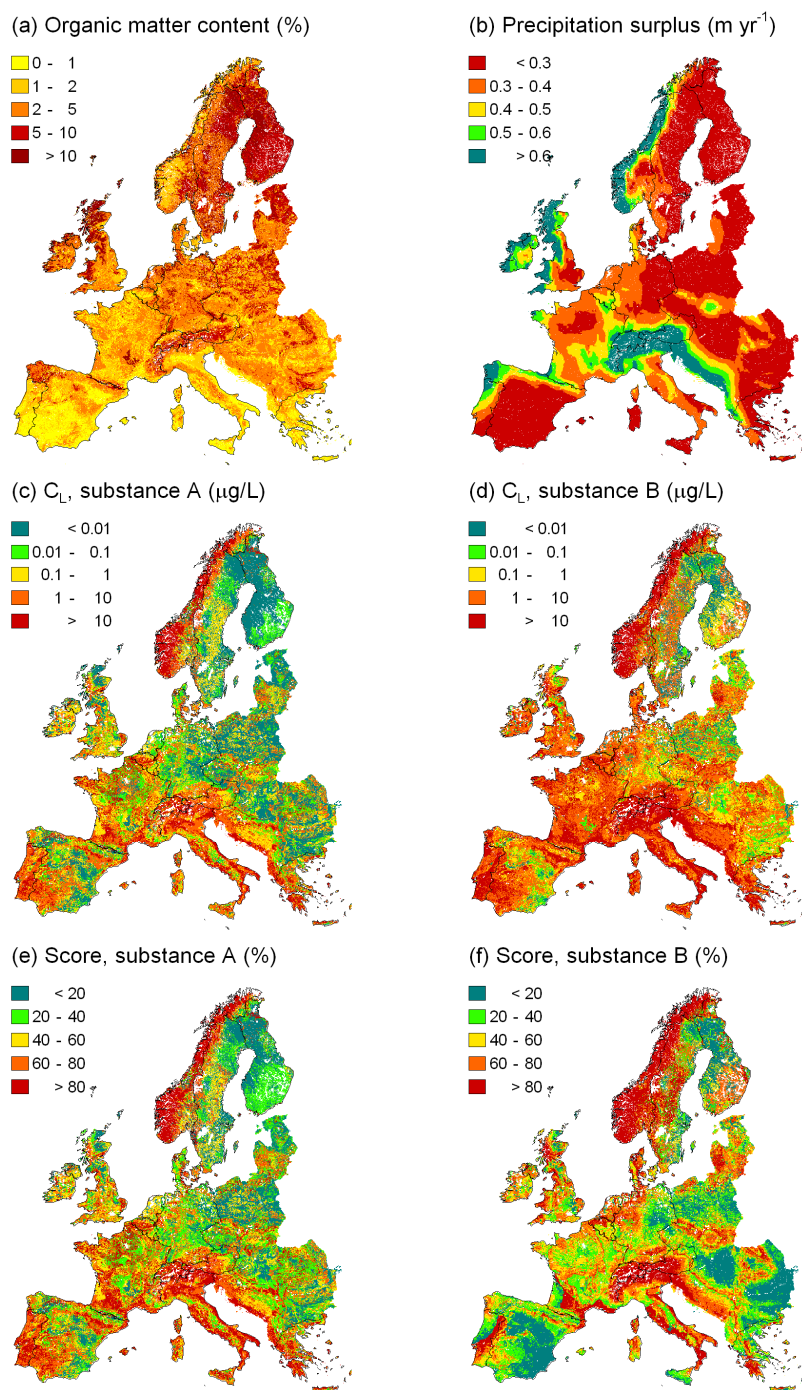 (a) Organic matter content (%)
0 - 1
1 - 2
2 - 5
5 - 10
> 10
(b) Precipitation surplus (m yr⁻¹)
< 0.3
0.3 - 0.4
0.4 - 0.5
0.5 - 0.6
> 0.6
(c) C_L, substance A (μg/L)
< 0.01
0.01 - 0.1
0.1 - 1
1 - 10
> 10
(d) C_L, substance B (μg/L)
< 0.01
0.01 - 0.1
0.1 - 1
1 - 10
> 10
(e) Score, substance A (%)
< 20
20 - 40
40 - 60
60 - 80
> 80
(f) Score, substance B (%)
< 20
20 - 40
40 - 60
60 - 80
> 80